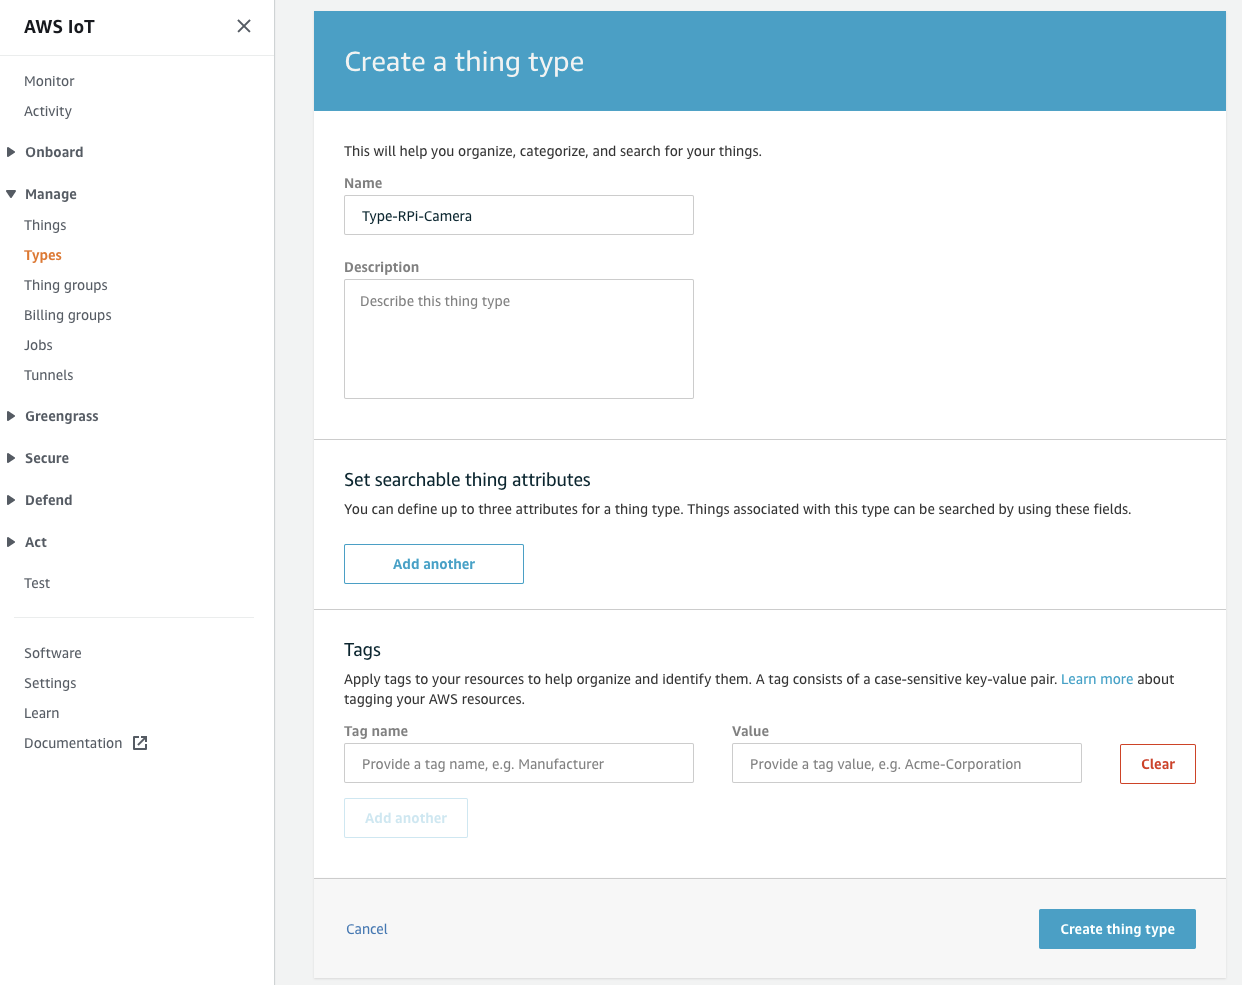 AWS IoT
Monitor
Activity
Onboard
Manage
Things
Types
Thing groups
Billing groups
Jobs
Tunnels
Greengrass
Secure
Defend
Act
Test
Software
Settings
Learn
Documentation
Create a thing type
This will help you organize, categorize, and search for your things.
Name
Type-RPi-Camera
Description
Describe this thing type
Set searchable thing attributes
You can define up to three attributes for a thing type. Things associated with this type can be searched by using these fields.
Add another
Tags
Apply tags to your resources to help organize and identify them. A tag consists of a case-sensitive key-value pair. Learn more about
tagging your AWS resources.
Tag name Value
Provide a tag name, e.g. Manufacturer Provide a tag value, e.g. Acme-Corporation Clear
Add another
Cancel Create thing type